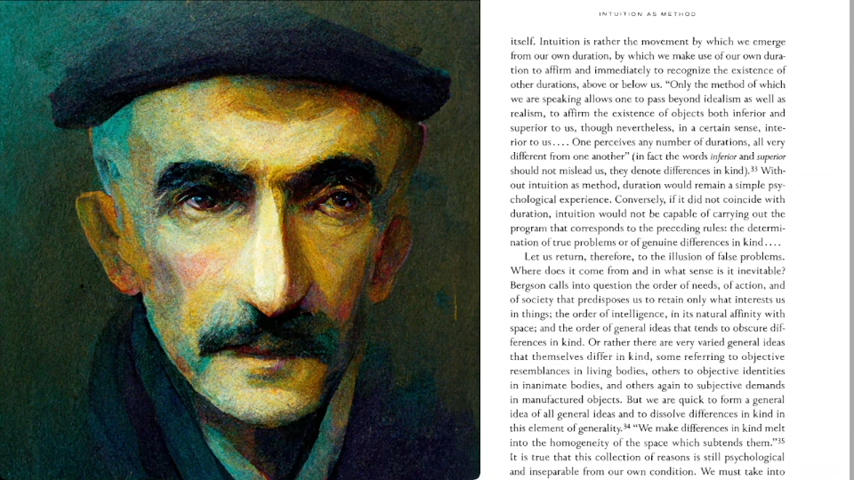 INTUITION AS METHOD
itself. Intuition is rather the movement by which we emerge
from our own duration, by which we make use of our own dura-
tion to affirm and immediately to recognize the existence of
other durations, above or below us. “Only the method of which
we are speaking allows one to pass beyond idealism as well as
realism, to affirm the existence of objects both inferior and
superior to us, though nevertheless, in a certain sense, inte-
rior to us.... One perceives any number of durations, all very
different from one another” (in fact the words inferior and superior
should not mislead us, they denote differences in kind).33 With-
out intuition as method, duration would remain a simple psy-
chological experience. Conversely, if it did not coincide with
duration, intuition would not be capable of carrying out the
program that corresponds to the preceding rules: the determi-
nation of true problems or of genuine differences in kind....
Let us return, therefore, to the illusion of false problems.
Where does it come from and in what sense is it inevitable?
Bergson calls into question the order of needs, of action, and
of society that predisposes us to retain only what interests us
in things; the order of intelligence, in its natural affinity with
space; and the order of general ideas that tends to obscure dif-
ferences in kind. Or rather there are very varied general ideas
that themselves differ in kind, some referring to objective
resemblances in living bodies, others to objective identities
in inanimate bodies, and others again to subjective demands
in manufactured objects. But we are quick to form a general
idea of all general ideas and to dissolve differences in kind in
this element of generality.34 “We make differences in kind melt
into the homogeneity of the space which subtends them.”35
It is true that this collection of reasons is still psychological
and inseparable from our own condition. We must take into